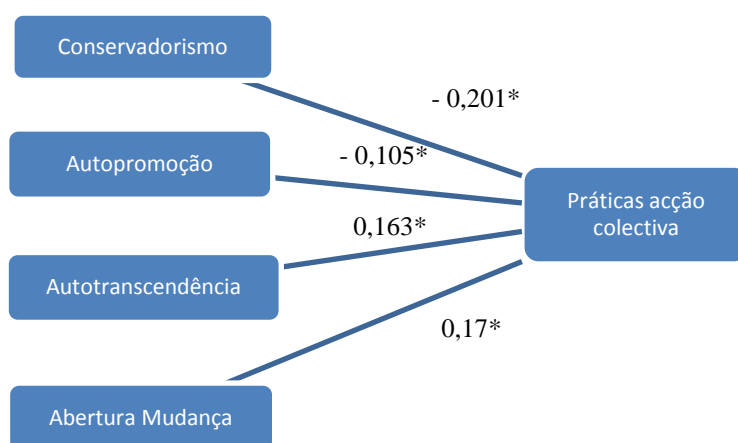 Conservadorismo
- 0,201*
Autopromoção
- 0,105*
Práticas acção
colectiva
0,163*
Autotranscendência
0,17*
Abertura Mudança